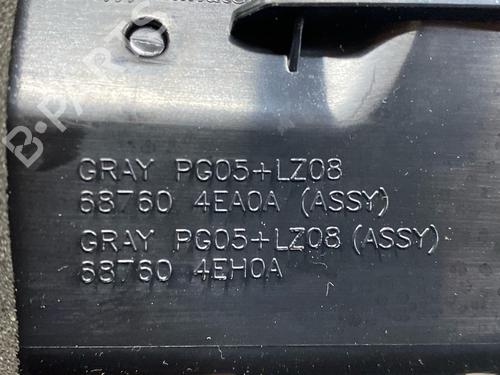 GRAY PG05+LZ08
68760 4EA0A (ASSY)
GRAY PG05+LZ08 (ASSY)
68760 4EH0A
B-PARTS